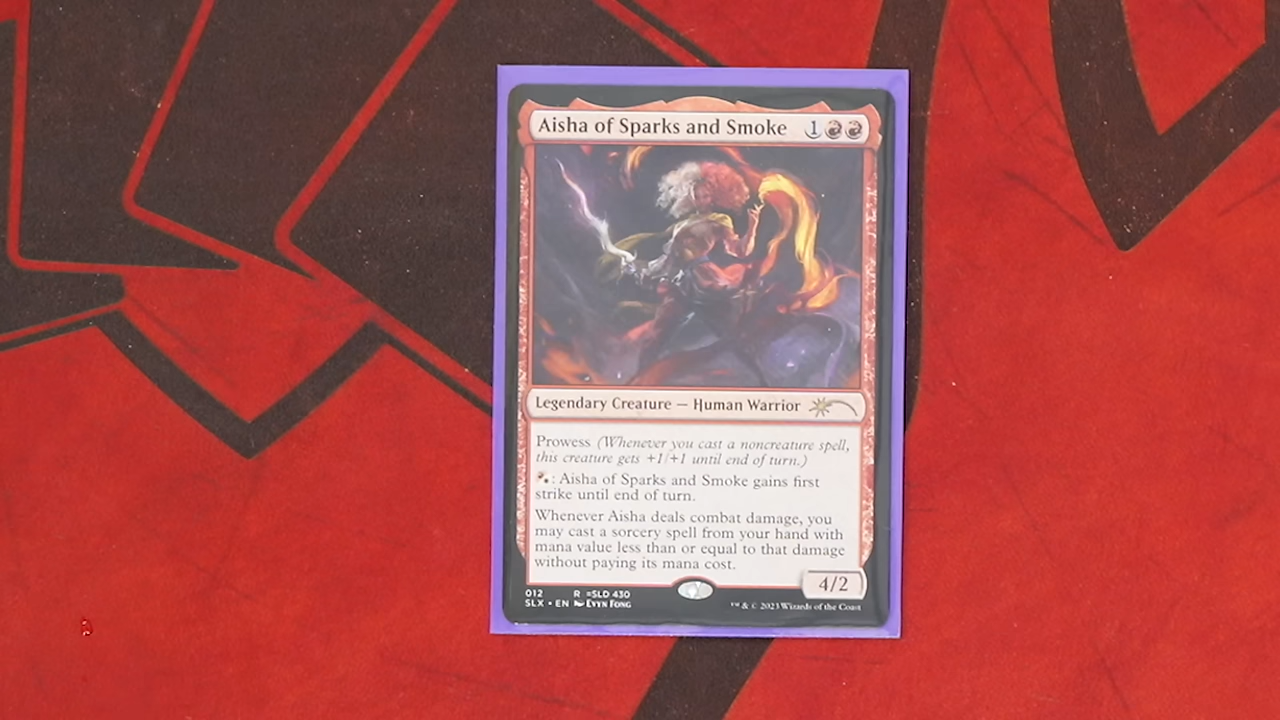 Aisha of Sparks and Smoke 1
Legendary Creature — Human Warrior
Prowess (Whenever you cast a noncreature spell,
this creature gets +1/+1 until end of turn.)
: Aisha of Sparks and Smoke gains first
strike until end of turn.
Whenever Aisha deals combat damage, you
may cast a sorcery spell from your hand with
mana value less than or equal to that damage
without paying its mana cost.
4/2
012 R =SLD 430
SLX • EN Evyn Fong
™ & © 2023 Wizards of the Coast